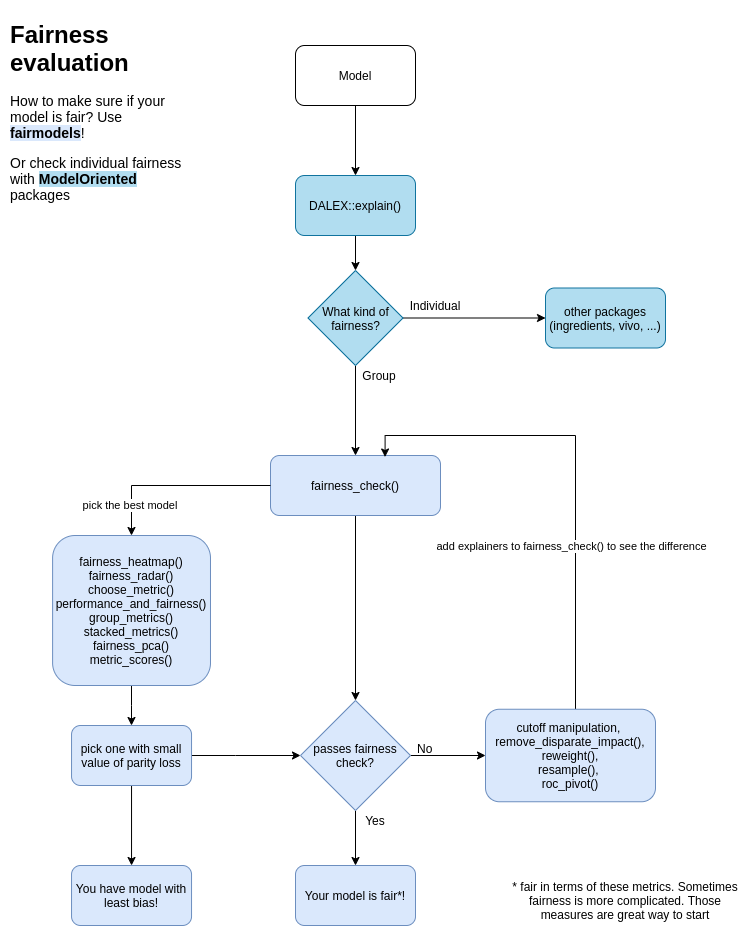 Fairness
evaluation
How to make sure if your
model is fair? Use
fairmodels!
Or check individual fairness
with ModelOriented
packages
Model
DALEX::explain()
What kind of
fairness?
Individual
other packages
(ingredients, vivo, ...)
Group
fairness_check()
pick the best model
add explainers to fairness_check() to see the difference
fairness_heatmap()
fairness_radar()
choose_metric()
performance_and_fairness()
group_metrics()
stacked_metrics()
fairness_pca()
metric_scores()
pick one with small
value of parity loss
passes fairness
check?
No
cutoff manipulation,
remove_disparate_impact(),
reweight(),
resample(),
roc_pivot()
Yes
You have model with
least bias!
Your model is fair*!
* fair in terms of these metrics. Sometimes
fairness is more complicated. Those
measures are great way to start